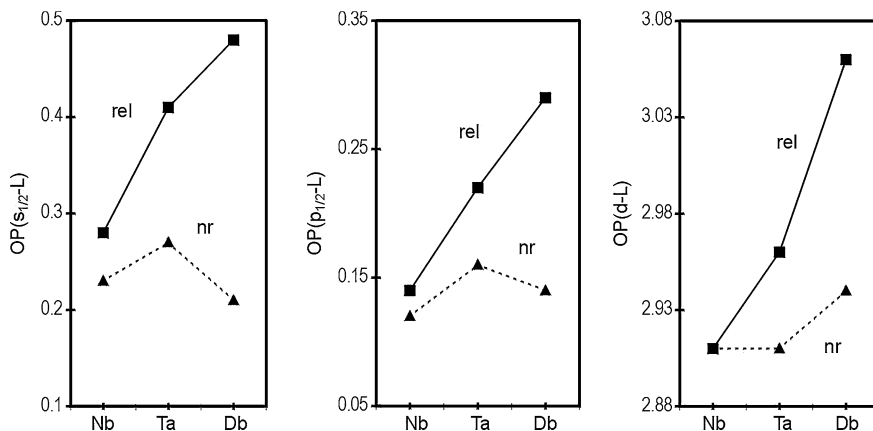 OP(s1/2-L)
0.5
0.4
0.3
0.2
0.1
rel
nr
Nb Ta Db
OP(p1/2-L)
0.35
0.25
0.15
0.05
rel
nr
Nb Ta Db
OP(d-L)
3.08
3.03
2.98
2.93
2.88
rel
nr
Nb Ta Db